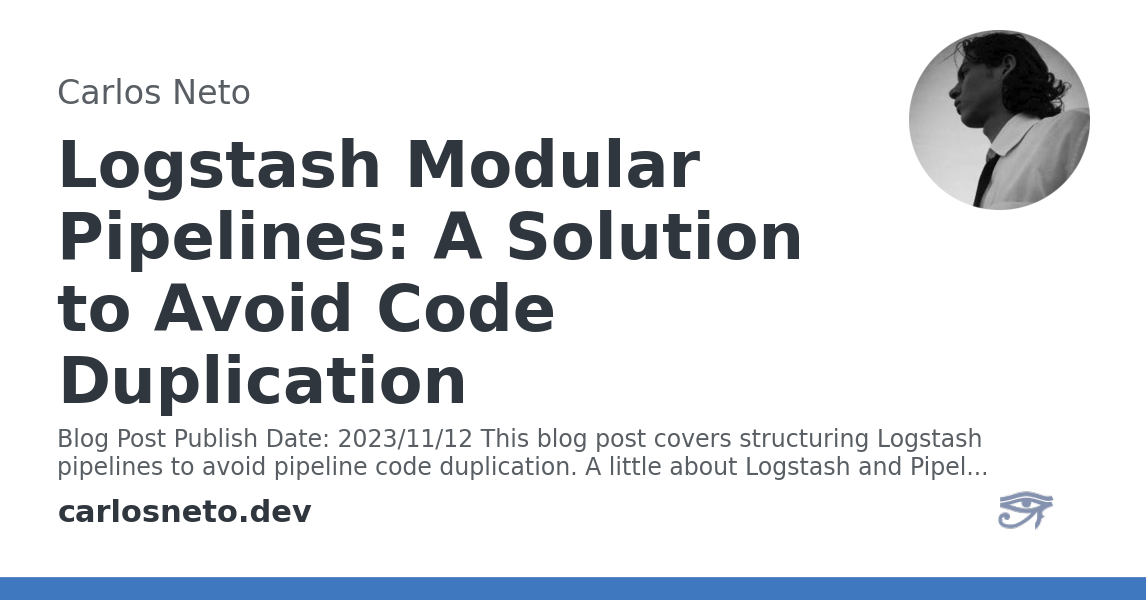 Carlos Neto
Logstash Modular
Pipelines: A Solution
to Avoid Code
Duplication
Blog Post Publish Date: 2023/11/12 This blog post covers structuring Logstash
pipelines to avoid pipeline code duplication. A little about Logstash and Pipel...
carlosneto.dev